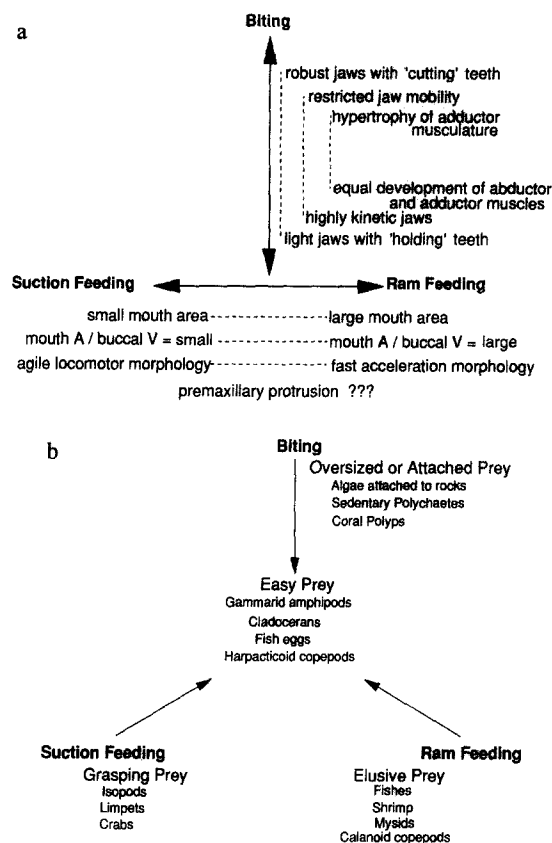 a
Biting
robust jaws with 'cutting' teeth
restricted jaw mobility
hypertrophy of adductor
musculature
equal development of abductor
and adductor muscles
highly kinetic jaws
light jaws with 'holding' teeth
Suction Feeding
Ram Feeding
small mouth area
large mouth area
mouth A / buccal V = small
mouth A / buccal V = large
agile locomotor morphology
fast acceleration morphology
premaxillary protrusion ???
b
Biting
Oversized or Attached Prey
Algae attached to rocks
Sedentary Polychaetes
Coral Polyps
Easy Prey
Gammarid amphipods
Cladocerans
Fish eggs
Harpacticoid copepods
Suction Feeding
Grasping Prey
Isopods
Limpets
Crabs
Ram Feeding
Elusive Prey
Fishes
Shrimp
Mysids
Calanoid copepods